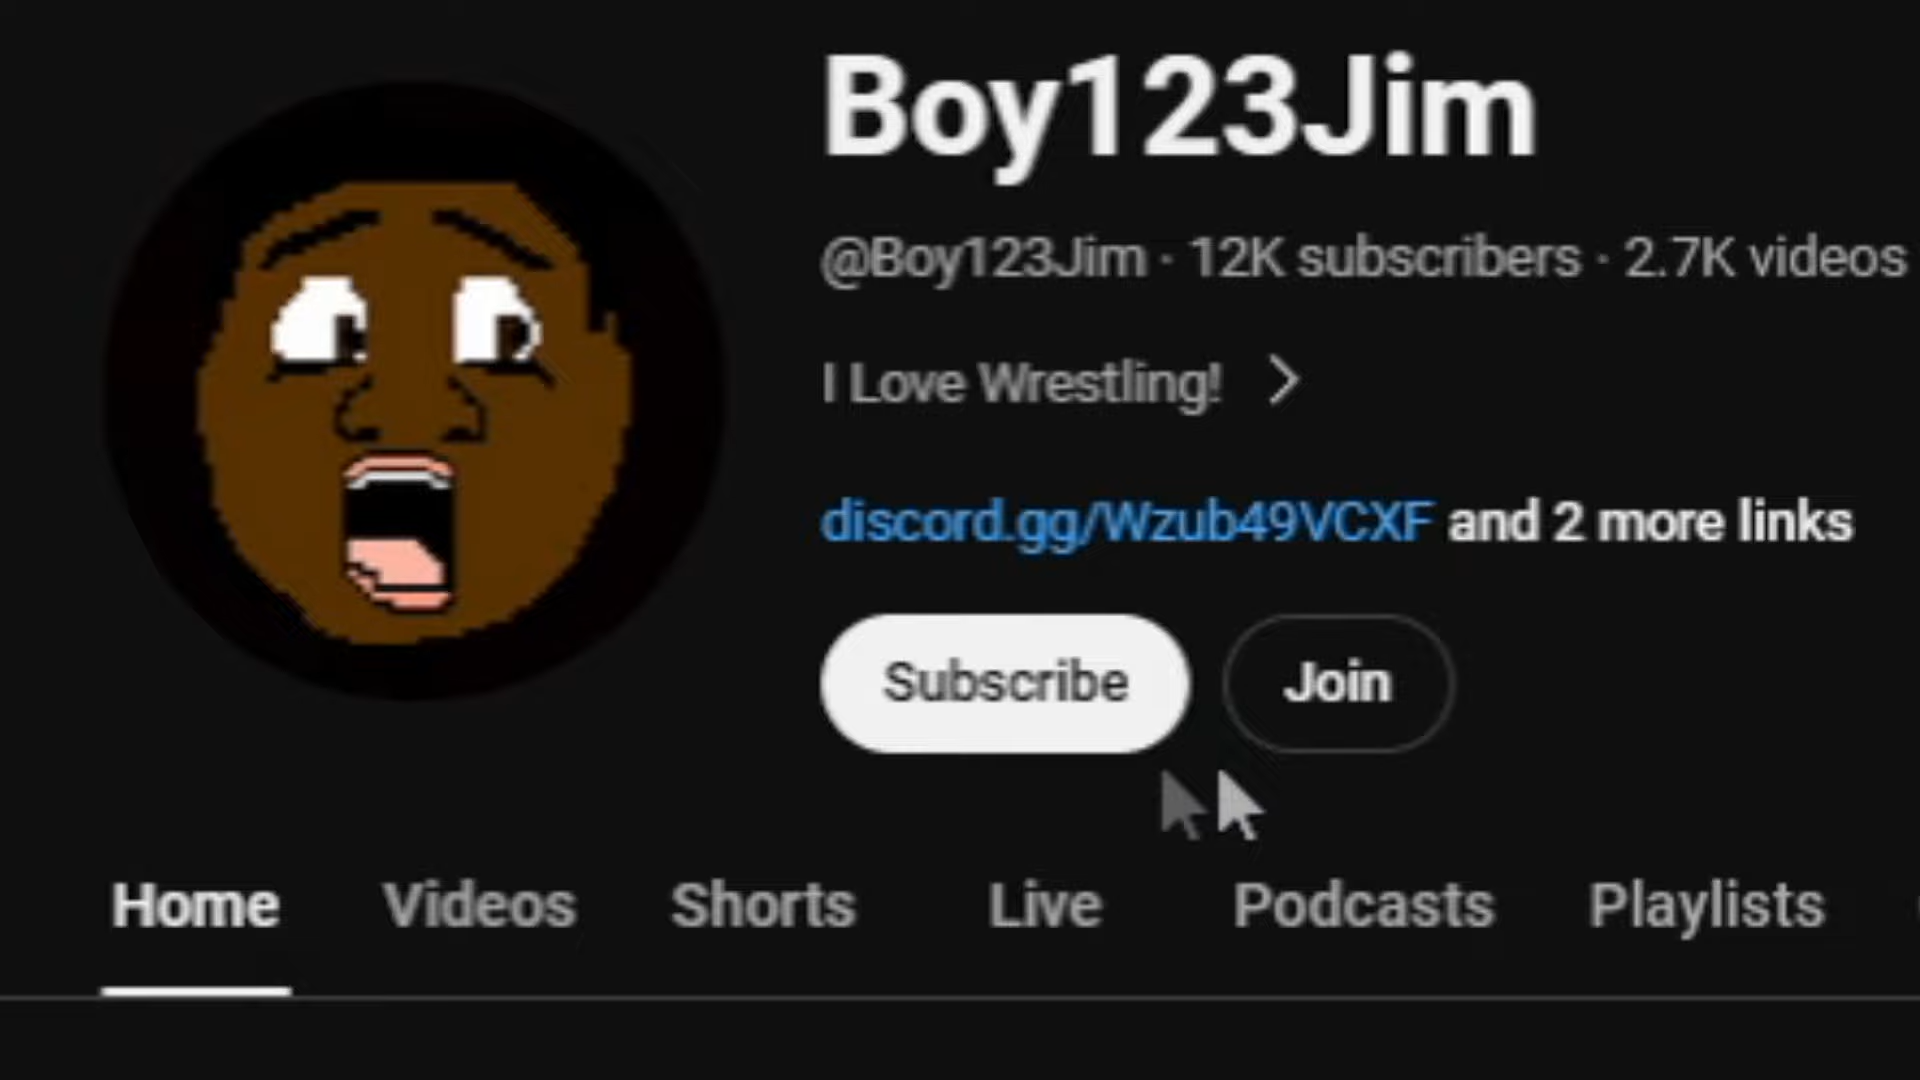 Boy123Jim
@Boy123Jim · 12K subscribers · 2.7K videos
I Love Wrestling!
discord.gg/Wzub49VCXF and 2 more links
Subscribe Join
Home Videos Shorts Live Podcasts Playlists